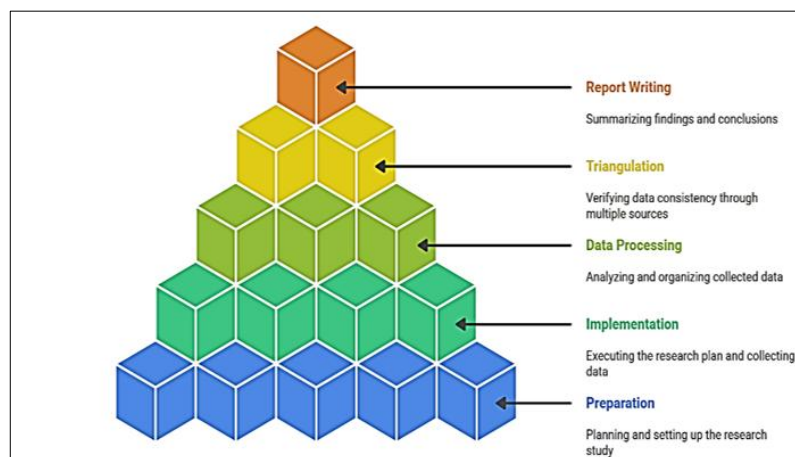 Report Writing
Summarizing findings and conclusions
Triangulation
Verifying data consistency through
multiple sources
Data Processing
Analyzing and organizing collected data
Implementation
Executing the research plan and collecting
data
Preparation
Planning and setting up the research
study